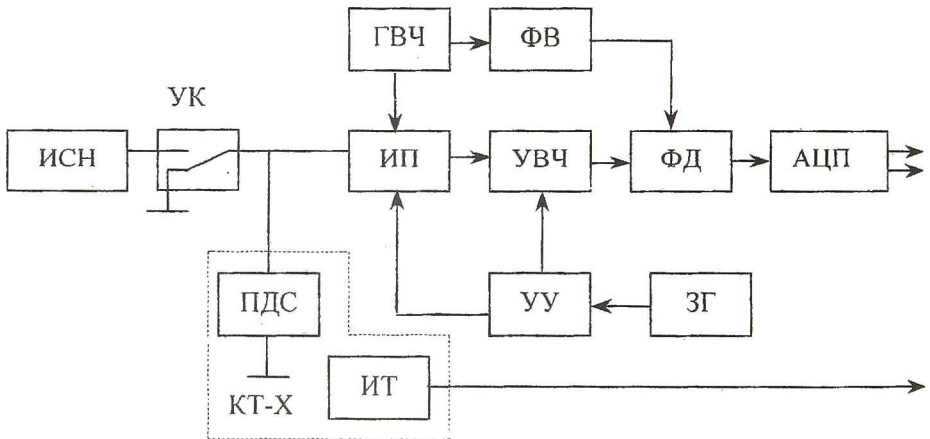 ГВЧ
ФВ
УК
ИСН
ИП
УВЧ
ФД
АЦП
ПДС
УУ
ЗГ
ИТ
КТ-Х